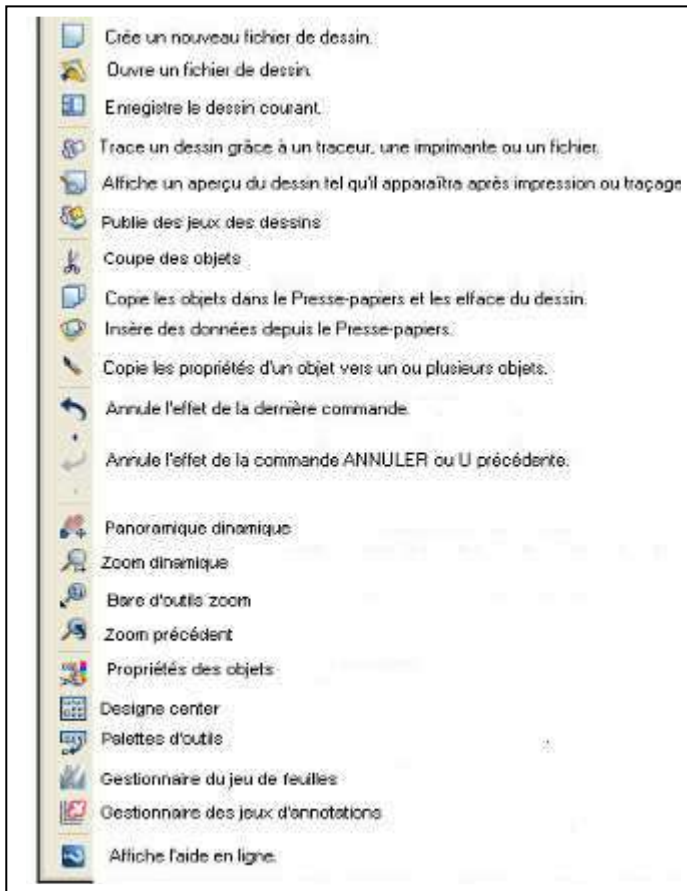 Crée un nouveau fichier de dessin.
Ouvre un fichier de dessin.
Enregistre le dessin courant.
Trace un dessin grâce à un traceur, une imprimante ou un fichier.
Affiche un aperçu du dessin tel qu'il apparaîtra après impression ou traçage
Publie des jeux des dessins
Coupe des objets
Copie les objets dans le Presse-papiers et les efface du dessin.
Insère des données depuis le Presse-papiers.
Copie les propriétés d'un objet vers un ou plusieurs objets.
Annule l'effet de la dernière commande.
Annule l'effet de la commande ANNULER ou U précédente.
Panoramique dinamique
Zoom dinamique
Bare d'outils zoom
Zoom précédent
Propriétés des objets
Designe center
Palettes d'outils
Gestionnaire du jeu de feuilles
Gestionnaire des jeux d'annotations
Affiche l'aide en ligne.